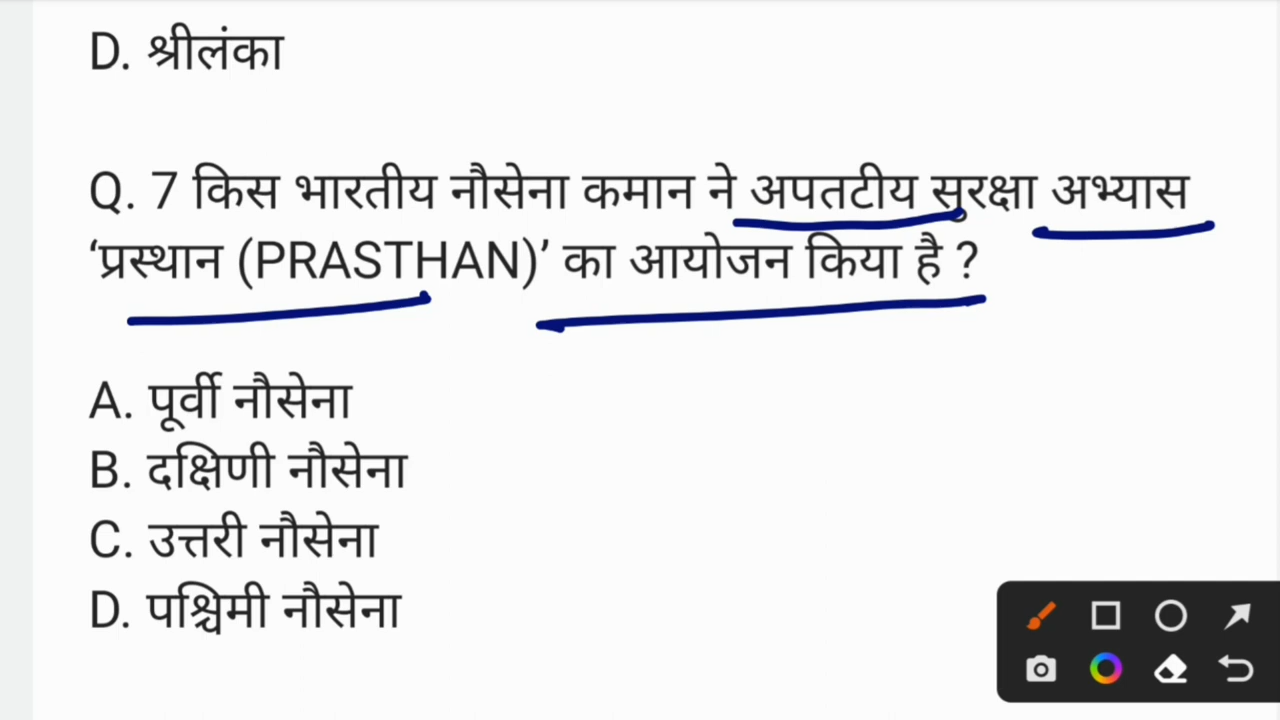 D. श्रीलंका
Q. 7 किस भारतीय नौसेना कमान ने अपतटीय सुरक्षा अभ्यास
‘प्रस्थान (PRASTHAN)’ का आयोजन किया है ?
A. पूर्वी नौसेना
B. दक्षिणी नौसेना
C. उत्तरी नौसेना
D. पश्चिमी नौसेना